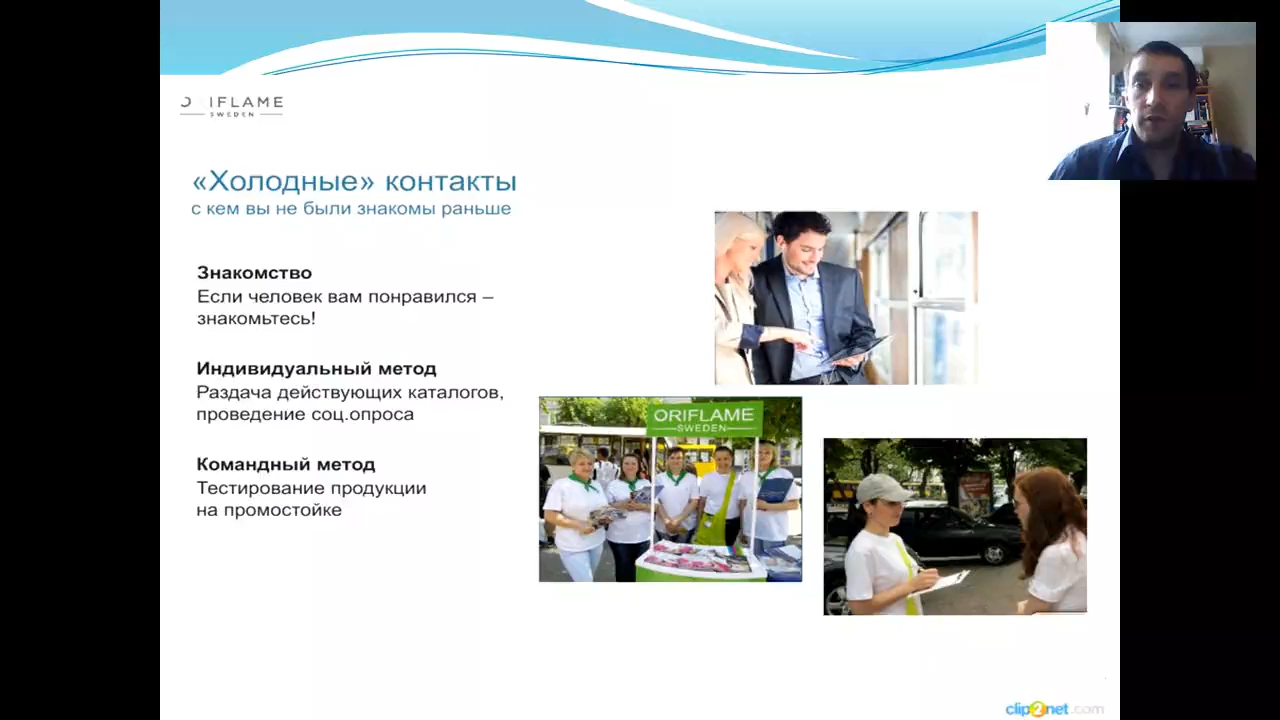 ORIFLAME
SWEDEN
«Холодные» контакты
с кем вы не были знакомы раньше
Знакомство
Если человек вам понравился –
знакомьтесь!
Индивидуальный метод
Раздача действующих каталогов,
проведение соц.опроса
Командный метод
Тестирование продукции
на промостойке
ORIFLAME
SWEDEN
clip2net.com